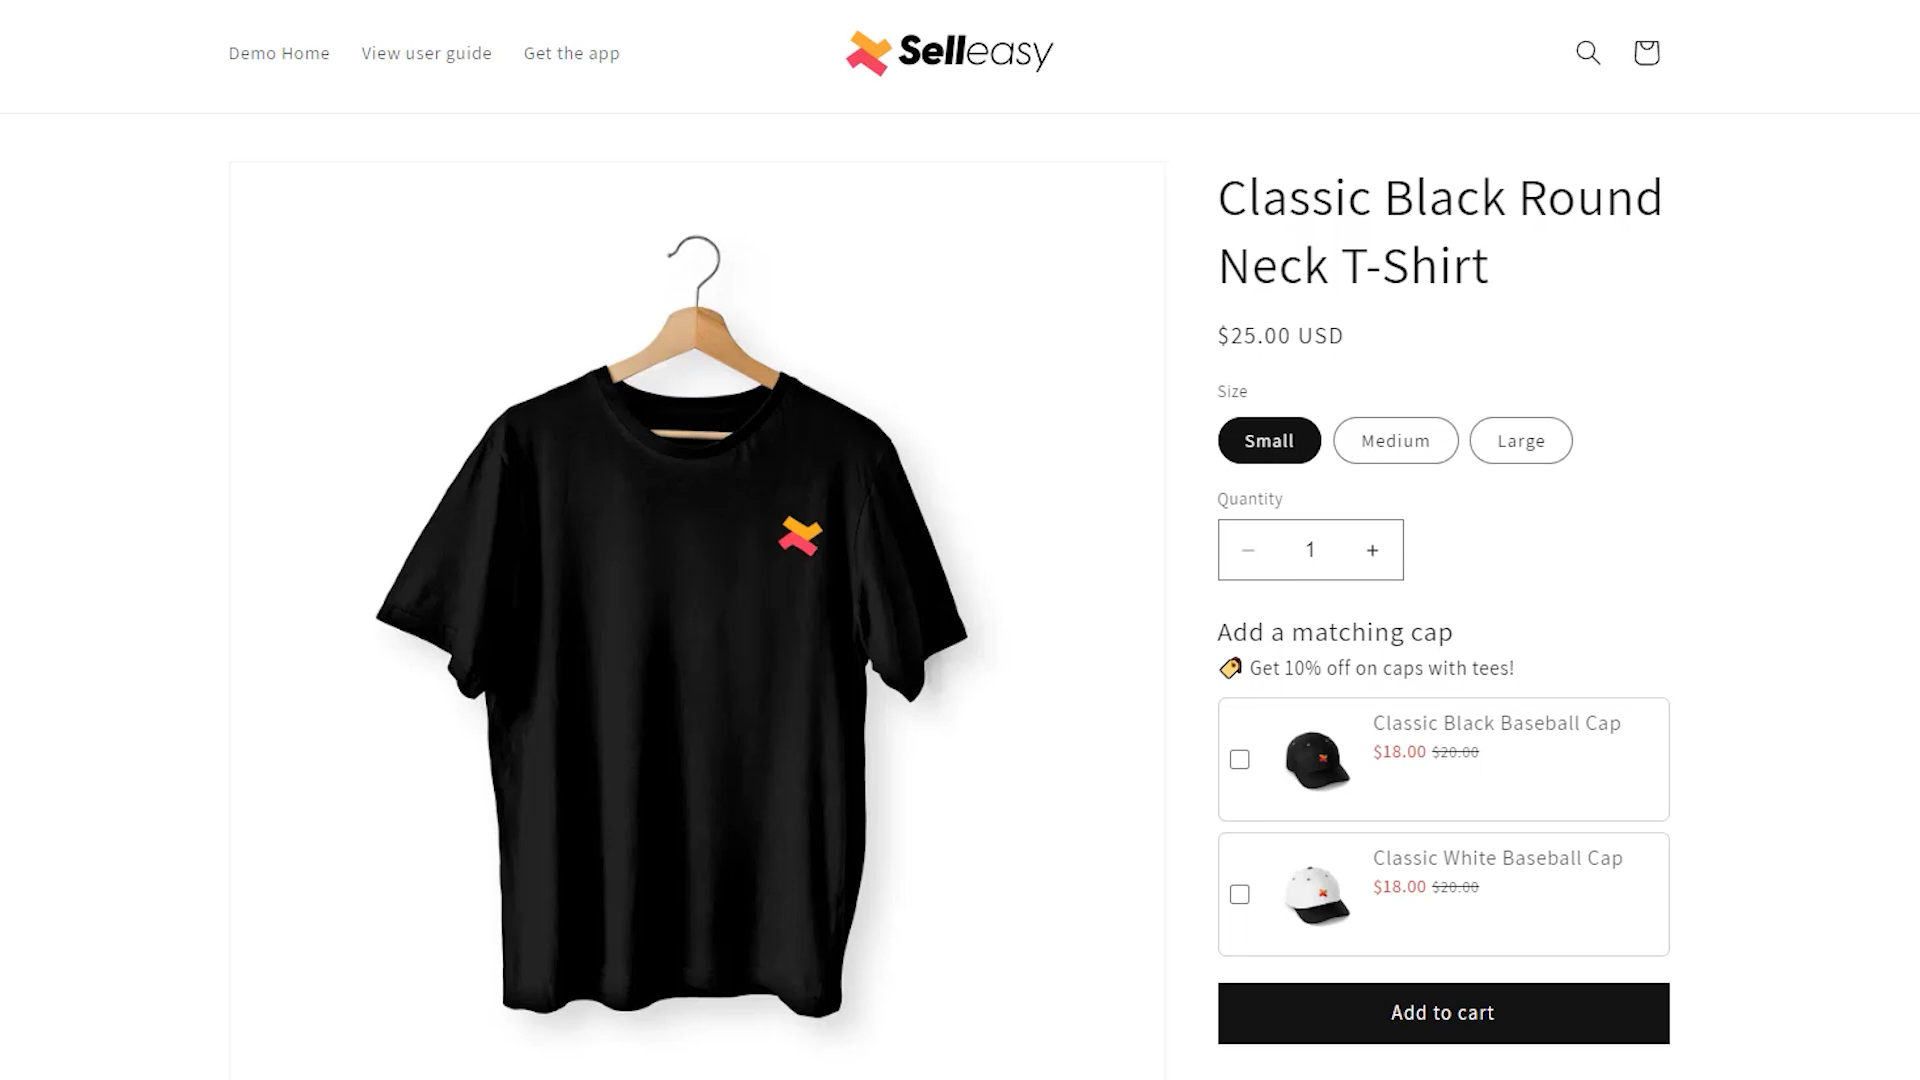 Demo Home View user guide Get the app
Selleasy
Classic Black Round
Neck T-Shirt
$25.00 USD
Size
Small Medium Large
Quantity
− 1 +
Add a matching cap
Get 10% off on caps with tees!
Classic Black Baseball Cap
$18.00 $20.00
Classic White Baseball Cap
$18.00 $20.00
Add to cart